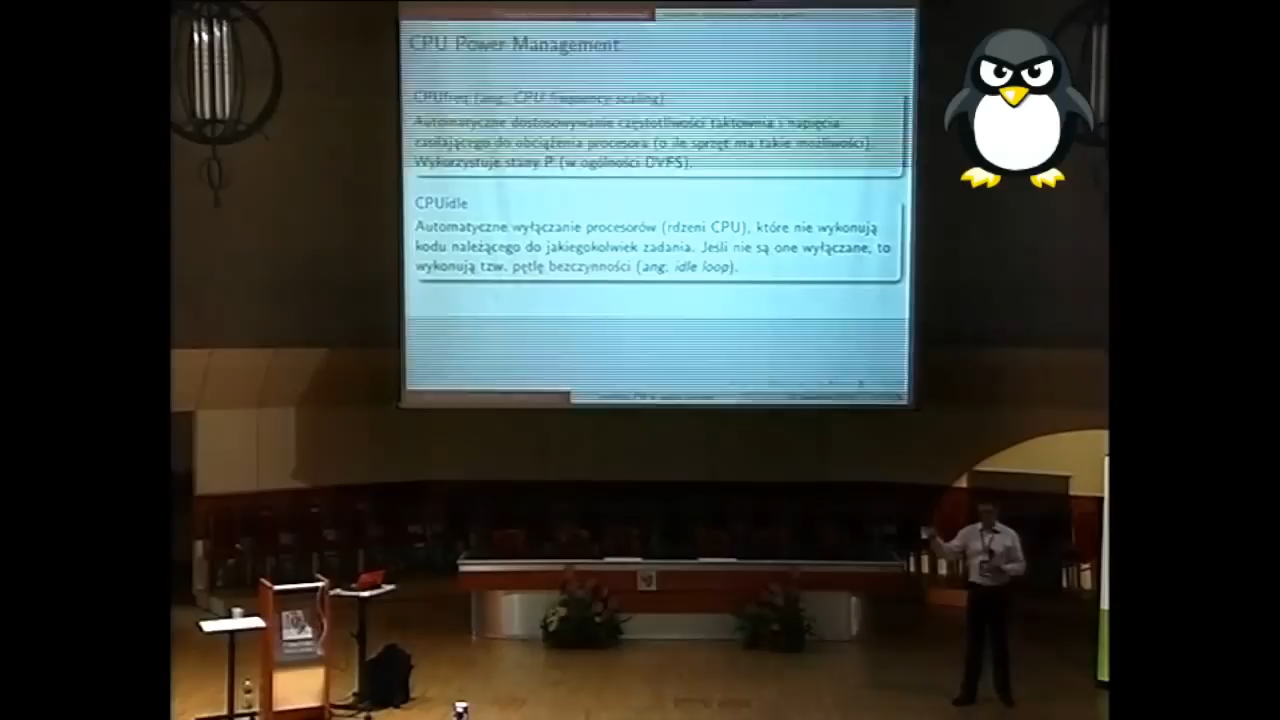 CPU Power Management
CPUfreq (ang. CPU frequency scaling)
Automatyczne dostosowywanie częstotliwości taktownia i napięcia
zasilającego do obciążenia procesora (o ile sprzęt ma takie możliwości).
Wykorzystuje stany P (w ogólności DVFS).
CPUidle
Automatyczne wyłączanie procesorów (rdzeni CPU), które nie wykonują
kodu należącego do jakiegokolwiek zadania. Jeśli nie są one wyłączane, to
wykonują tzw. pętlę bezczynności (ang. idle loop).